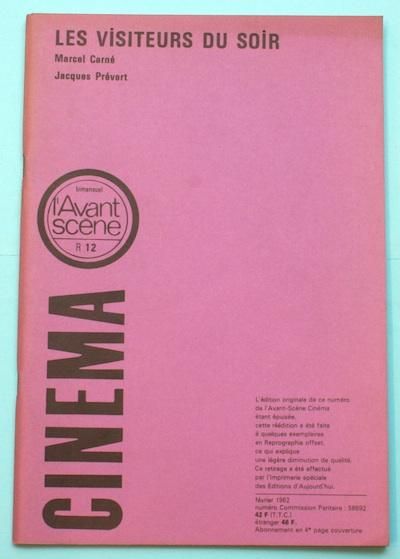 LES VISITEURS DU SOIR
Marcel Carné
Jacques Prévert
bimensuel
l'Avant
scène
R 12
CINEMA
L'édition originale de ce numéro
de l'Avant-Scène Cinéma
étant épuisée,
cette réédition a été faite
à quelques exemplaires
en Reprographie offset,
ce qui explique
une légère diminution de qualité.
Ce retirage a été effectué
par l'Imprimerie spéciale
des Editions d'Aujourd'hui.
février 1962
numéro Commission Paritaire : 58692
42 F (T.T.C.)
étranger 48 F.
Abonnement en 4e page couverture